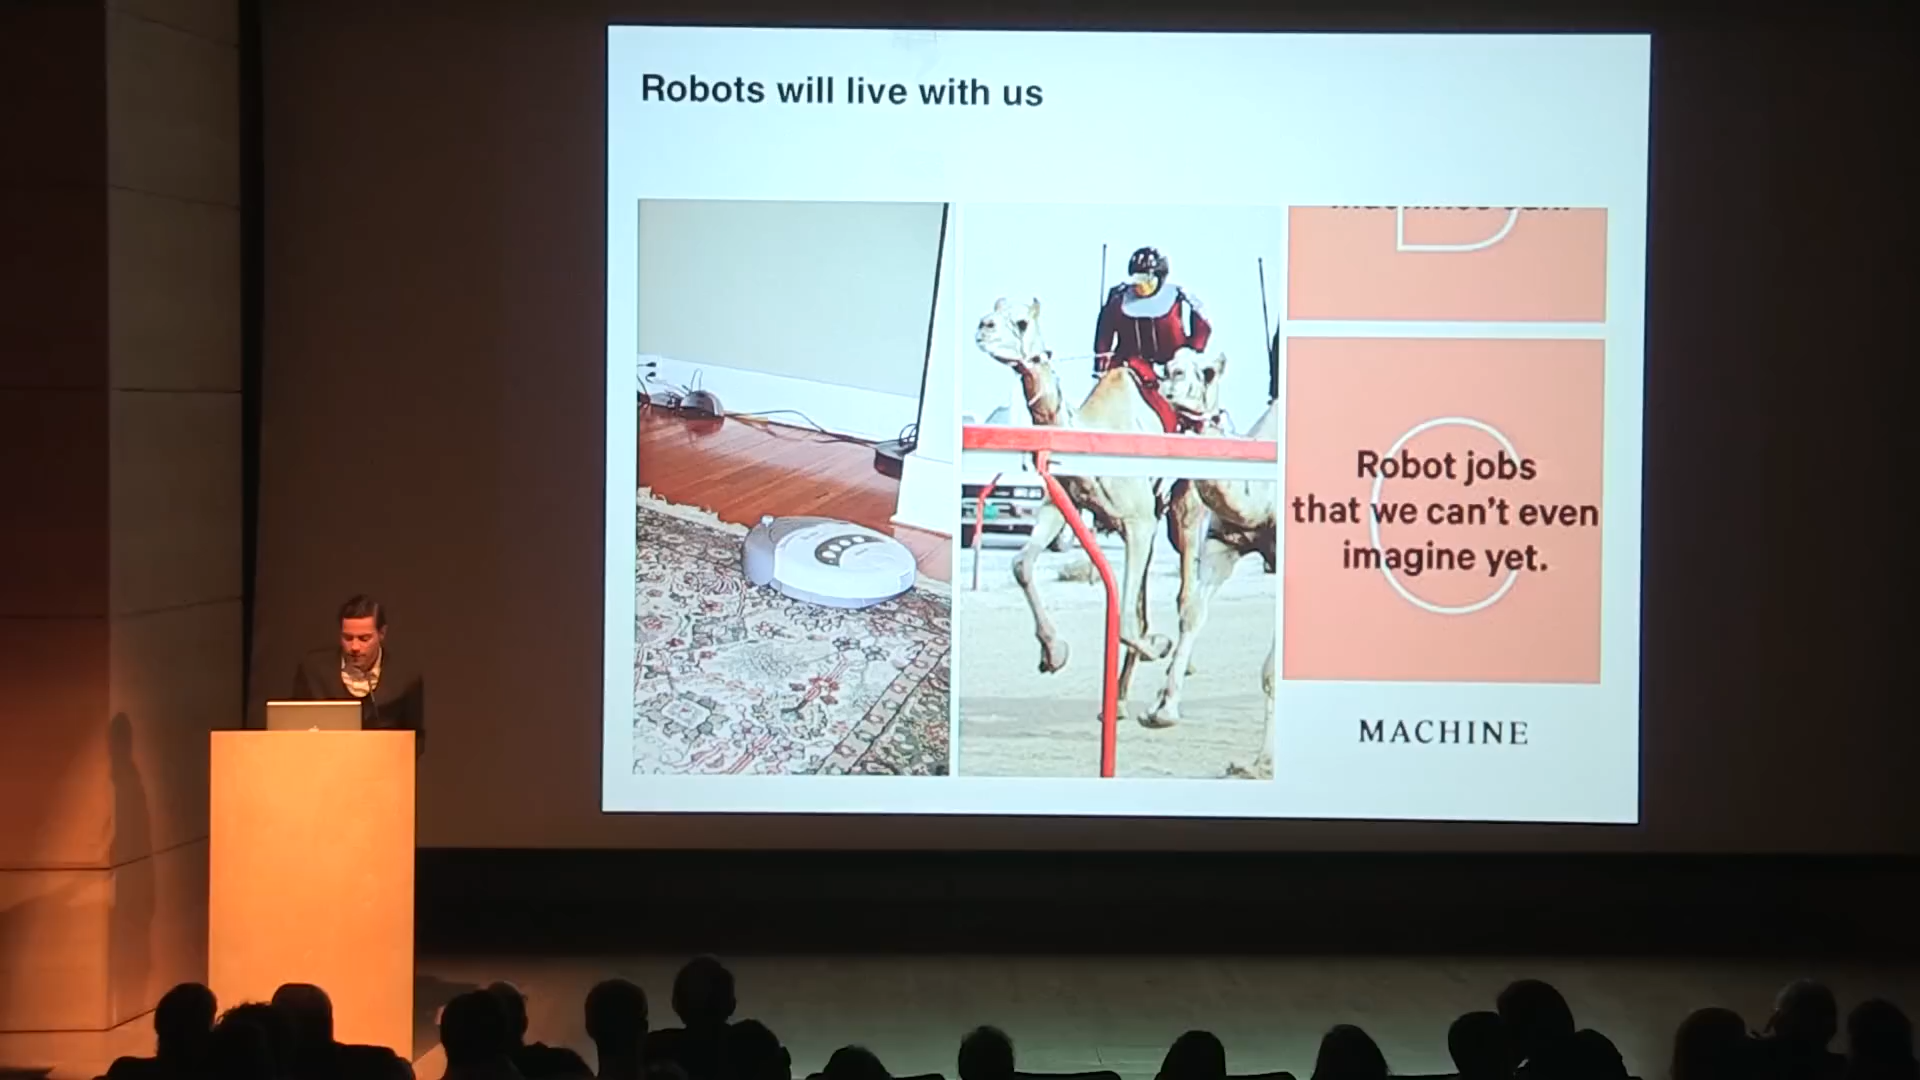 Robots will live with us
Robot jobs
that we can't even
imagine yet.
MACHINE